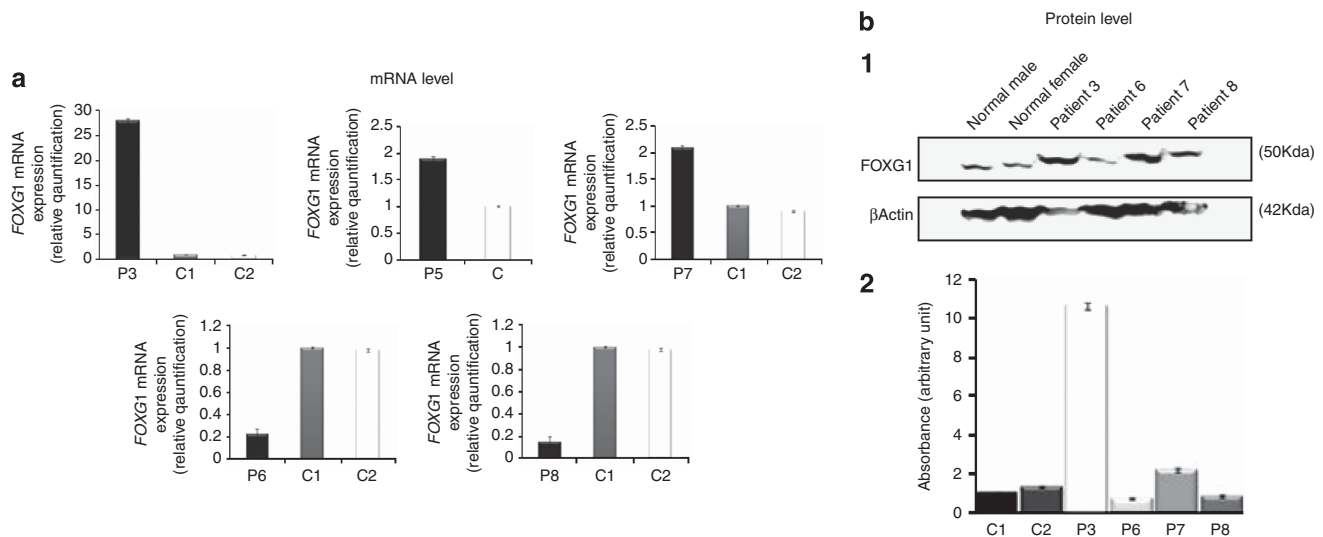 a
mRNA level
FOXG1 mRNA
expression
(relative qauntification)
30
25
20
15
10
5
0
P3 C1 C2
FOXG1 mRNA
expression
(relative qauntification)
2.5
2
1.5
1
0.5
0
P5 C
FOXG1 mRNA
expression
(relative qauntification)
2.5
2
1.5
1
0.5
0
P7 C1 C2
FOXG1 mRNA
expression
(relative qauntification)
1.2
1
0.8
0.6
0.4
0.2
0
P6 C1 C2
FOXG1 mRNA
expression
(relative qauntification)
1.2
1
0.8
0.6
0.4
0.2
0
P8 C1 C2
b
Protein level
1
Normal male
Normal female
Patient 3
Patient 6
Patient 7
Patient 8
FOXG1 (50Kda)
βActin (42Kda)
2
Absorbance (arbitrary unit)
12
10
8
6
4
2
0
C1 C2 P3 P6 P7 P8